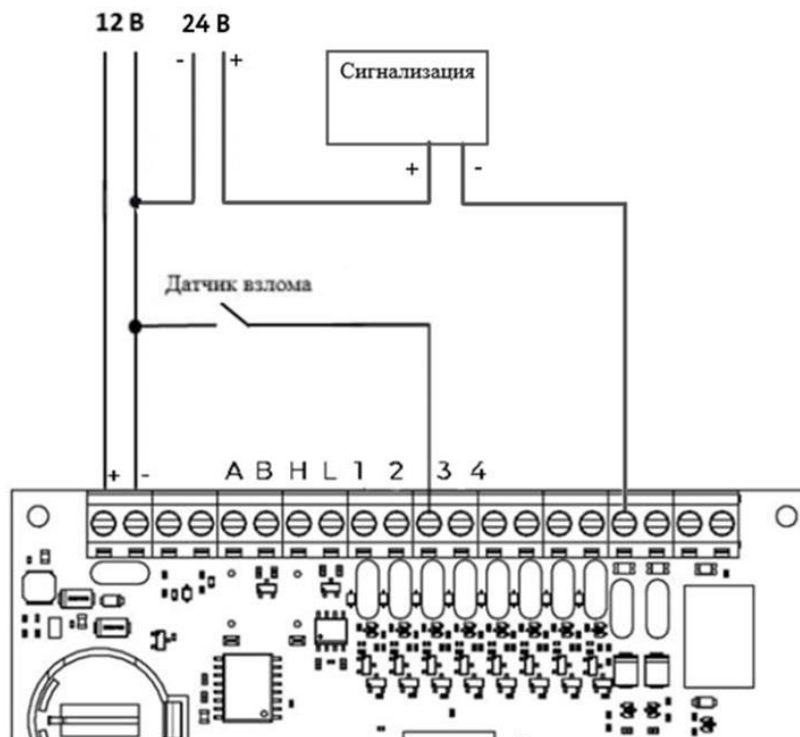 12 В 24 В
- +
Сигнализация
+ -
Датчик взлома
+ - A B H L 1 2 3 4